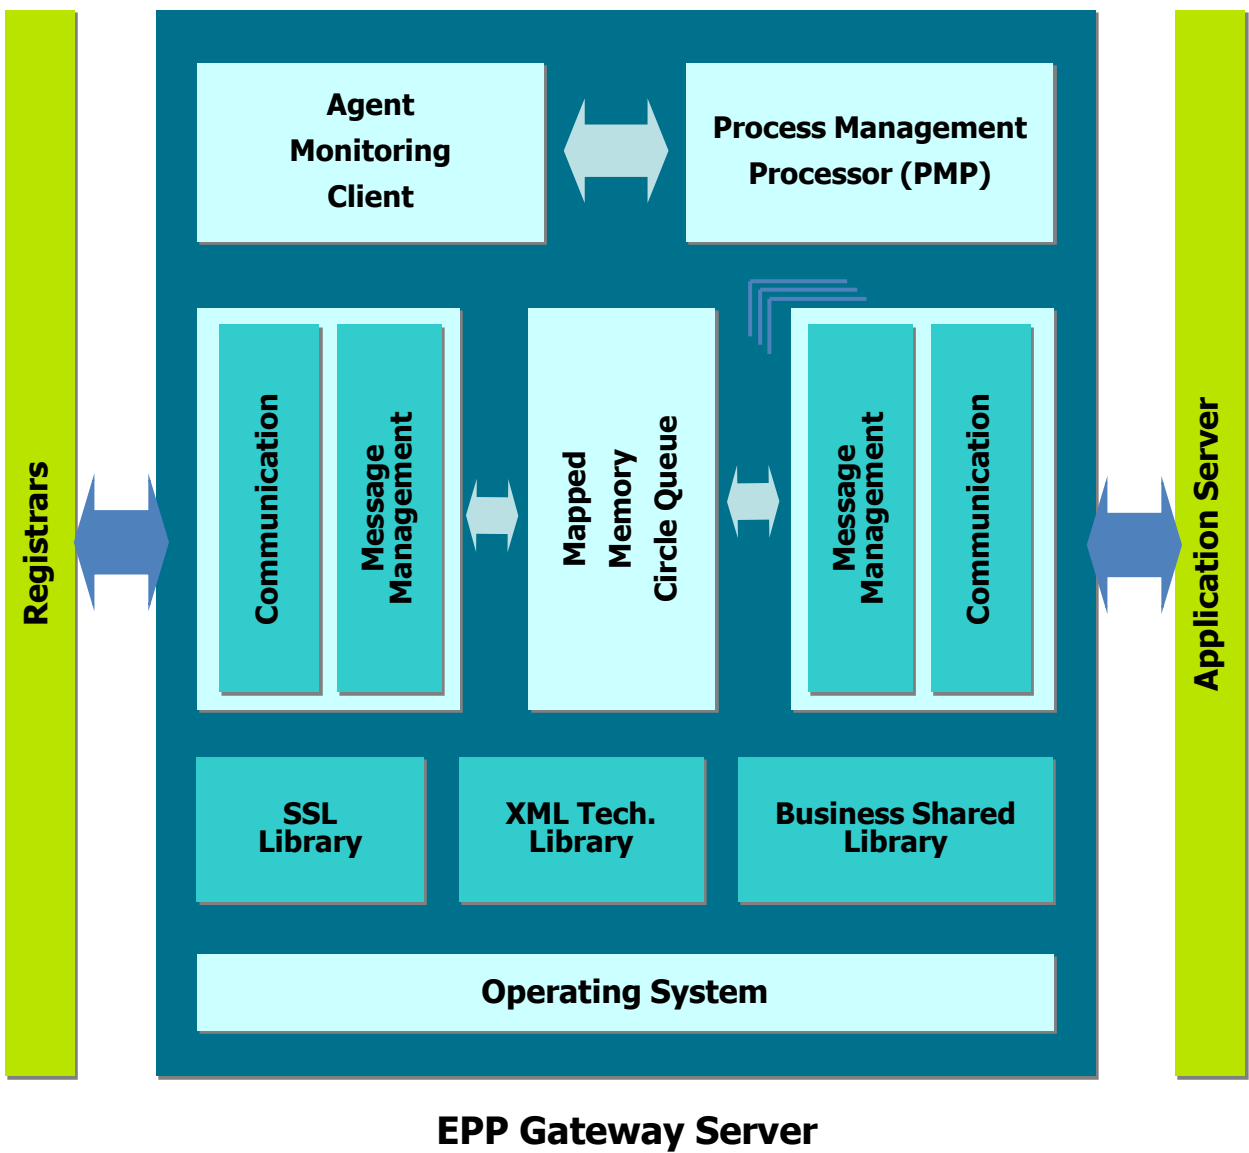 Agent
Monitoring
Client
Process Management
Processor (PMP)
Registrars
Communication
Message
Management
Mapped
Memory
Circle Queue
Message
Management
Communication
Application Server
SSL
Library
XML Tech.
Library
Business Shared
Library
Operating System
EPP Gateway Server